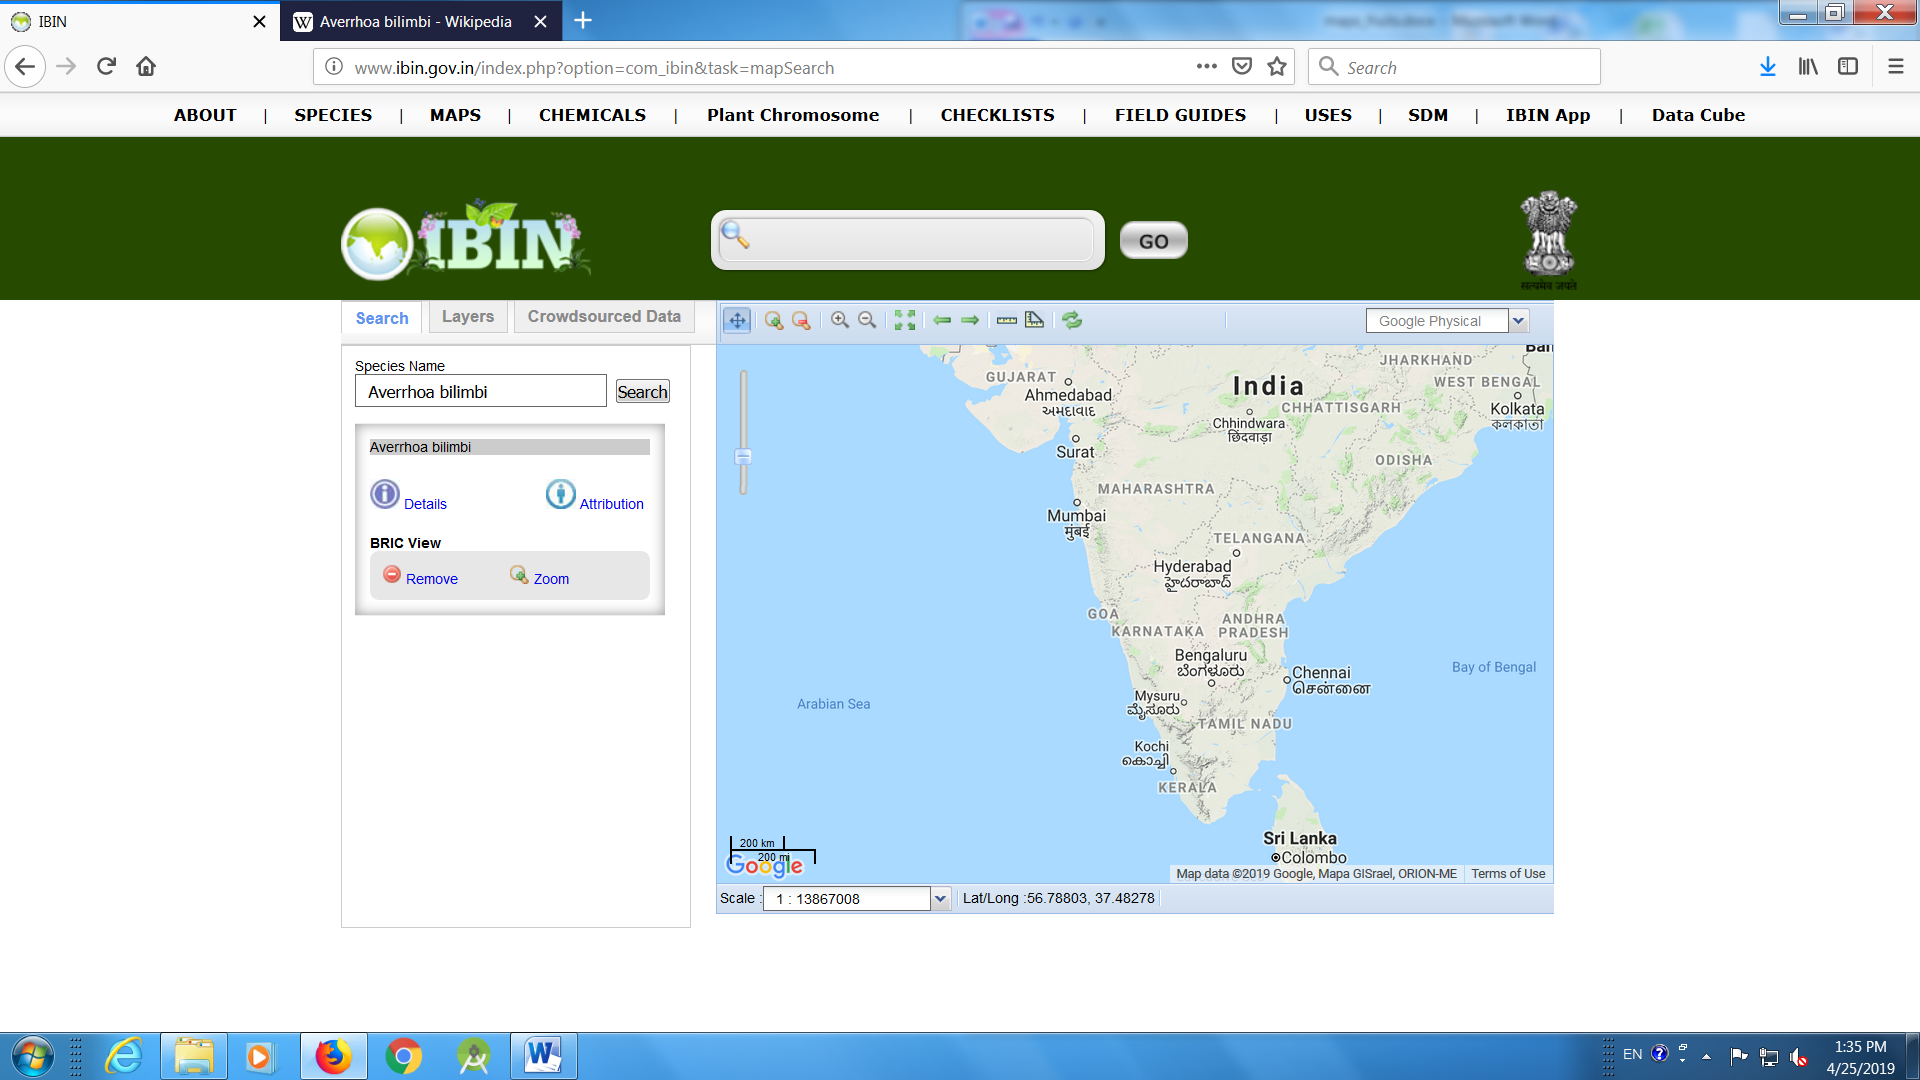 IBIN
Averrhoa bilimbi - Wikipedia
www.ibin.gov.in/index.php?option=com_ibin&task=mapSearch
Search
ABOUT | SPECIES | MAPS | CHEMICALS | Plant Chromosome | CHECKLISTS | FIELD GUIDES | USES | SDM | IBIN App | Data Cube
IBIN
GO
सत्यमेव जयते
Search Layers Crowdsourced Data
Google Physical
Species Name
Averrhoa bilimbi Search
Averrhoa bilimbi
Details Attribution
BRIC View
Remove Zoom
JHARKHAND
GUJARAT
WEST BENGAL
India
Ahmedabad
અમદાવાદ
CHHATTISGARH
Kolkata
কলকাতা
Chhindwara
छिंदवाड़ा
Surat
ODISHA
MAHARASHTRA
Mumbai
मुंबई
TELANGANA
Hyderabad
హైదరాబాద్
GOA
ANDHRA
PRADESH
KARNATAKA
Bengaluru
ಬೆಂಗಳೂರು
Chennai
சென்னை
Bay of Bengal
Mysuru
ಮೈಸೂರು
Arabian Sea
TAMIL NADU
Kochi
കൊച്ചി
KERALA
Sri Lanka
Colombo
200 km
200 mi
Google
Map data ©2019 Google, Mapa GISrael, ORION-ME Terms of Use
Scale : 1 : 13867008 Lat/Long :56.78803, 37.48278
EN
1:35 PM
4/25/2019